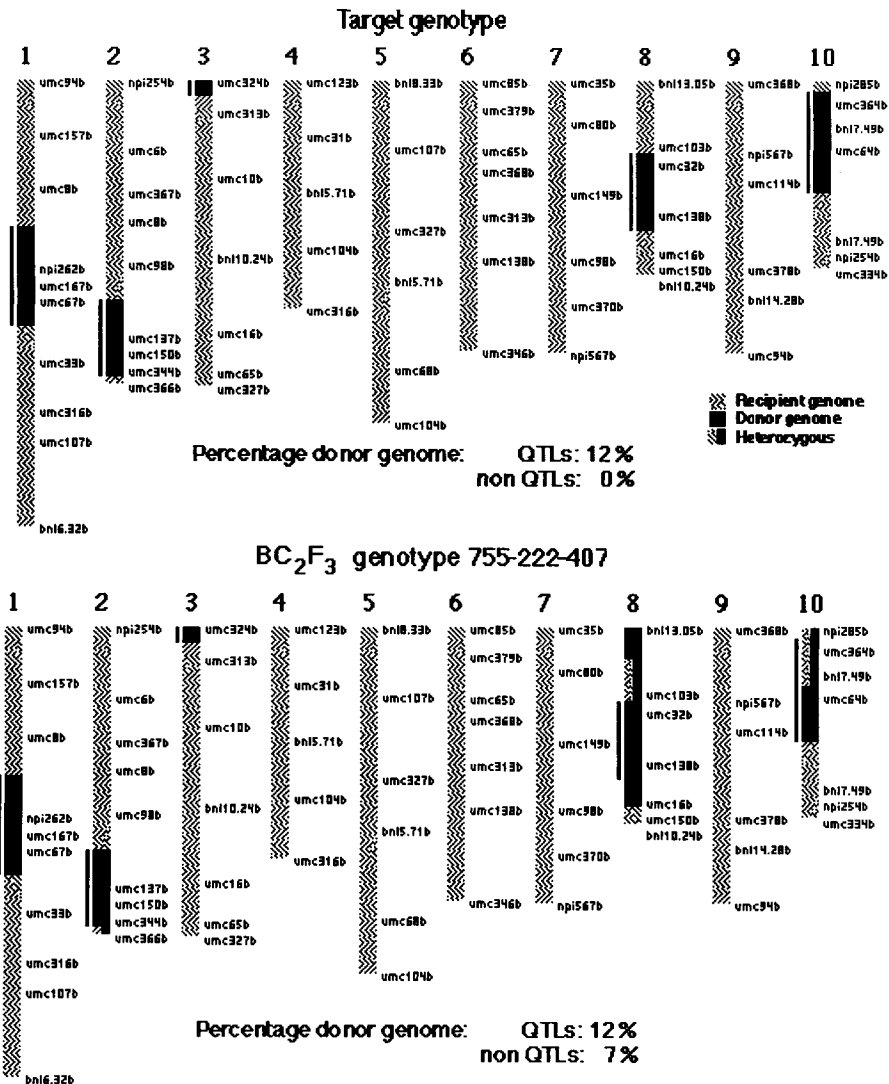 Target genotype
1 2 3 4 5 6 7 8 9 10
umc94b
umc157b
umc8b
npi262b
umc167b
umc67b
umc33b
umc316b
umc107b
bnl6.32b
npi254b
umc6b
umc367b
umc8b
umc98b
umc137b
umc150b
umc344b
umc366b
umc324b
umc313b
umc10b
bnl10.24b
umc16b
umc65b
umc327b
umc123b
umc31b
bnl5.71b
umc104b
umc316b
bnl8.33b
umc107b
umc327b
bnl5.71b
umc68b
umc104b
umc85b
umc379b
umc65b
umc368b
umc313b
umc138b
umc346b
umc35b
umc80b
umc149b
umc98b
umc370b
npi567b
bnl13.05b
umc103b
umc32b
umc138b
umc16b
umc150b
bnl10.24b
umc368b
npi567b
umc114b
umc378b
bnl14.28b
umc94b
npi285b
umc364b
bnl7.49b
umc64b
bnl7.49b
npi254b
umc334b
Recipient genome
Donor genome
Heterozygous
Percentage donor genome: QTLs: 12%
non QTLs: 0%
BC2F3 genotype 755-222-407
1 2 3 4 5 6 7 8 9 10
umc94b
umc157b
umc8b
npi262b
umc167b
umc67b
umc33b
umc316b
umc107b
bnl6.32b
npi254b
umc6b
umc367b
umc8b
umc98b
umc137b
umc150b
umc344b
umc366b
umc324b
umc313b
umc10b
bnl10.24b
umc16b
umc65b
umc327b
umc123b
umc31b
bnl5.71b
umc104b
umc316b
bnl8.33b
umc107b
umc327b
bnl5.71b
umc68b
umc104b
umc85b
umc379b
umc65b
umc368b
umc313b
umc138b
umc346b
umc35b
umc80b
umc149b
umc98b
umc370b
npi567b
bnl13.05b
umc103b
umc32b
umc138b
umc16b
umc150b
bnl10.24b
umc368b
npi567b
umc114b
umc378b
bnl14.28b
umc94b
npi285b
umc364b
bnl7.49b
umc64b
bnl7.49b
npi254b
umc334b
Percentage donor genome: QTLs: 12%
non QTLs: 7%